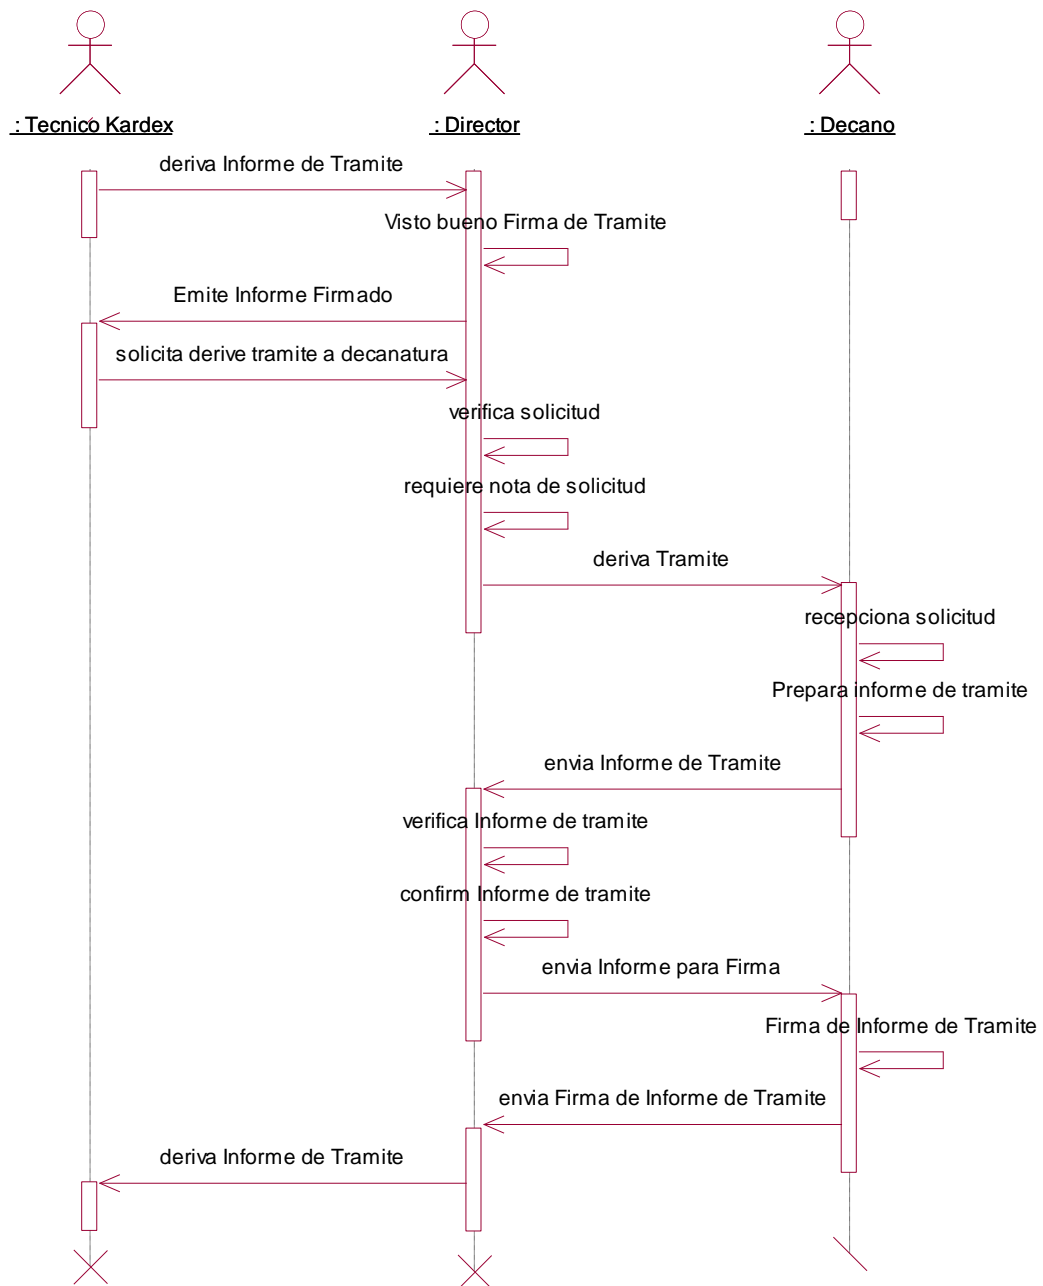 : Tecnico Kardex
: Director
: Decano
deriva Informe de Tramite
Visto bueno Firma de Tramite
Emite Informe Firmado
solicita derive tramite a decanatura
verifica solicitud
requiere nota de solicitud
deriva Tramite
recepciona solicitud
Prepara informe de tramite
envia Informe de Tramite
verifica Informe de tramite
confirm Informe de tramite
envia Informe para Firma
Firma de Informe de Tramite
envia Firma de Informe de Tramite
deriva Informe de Tramite